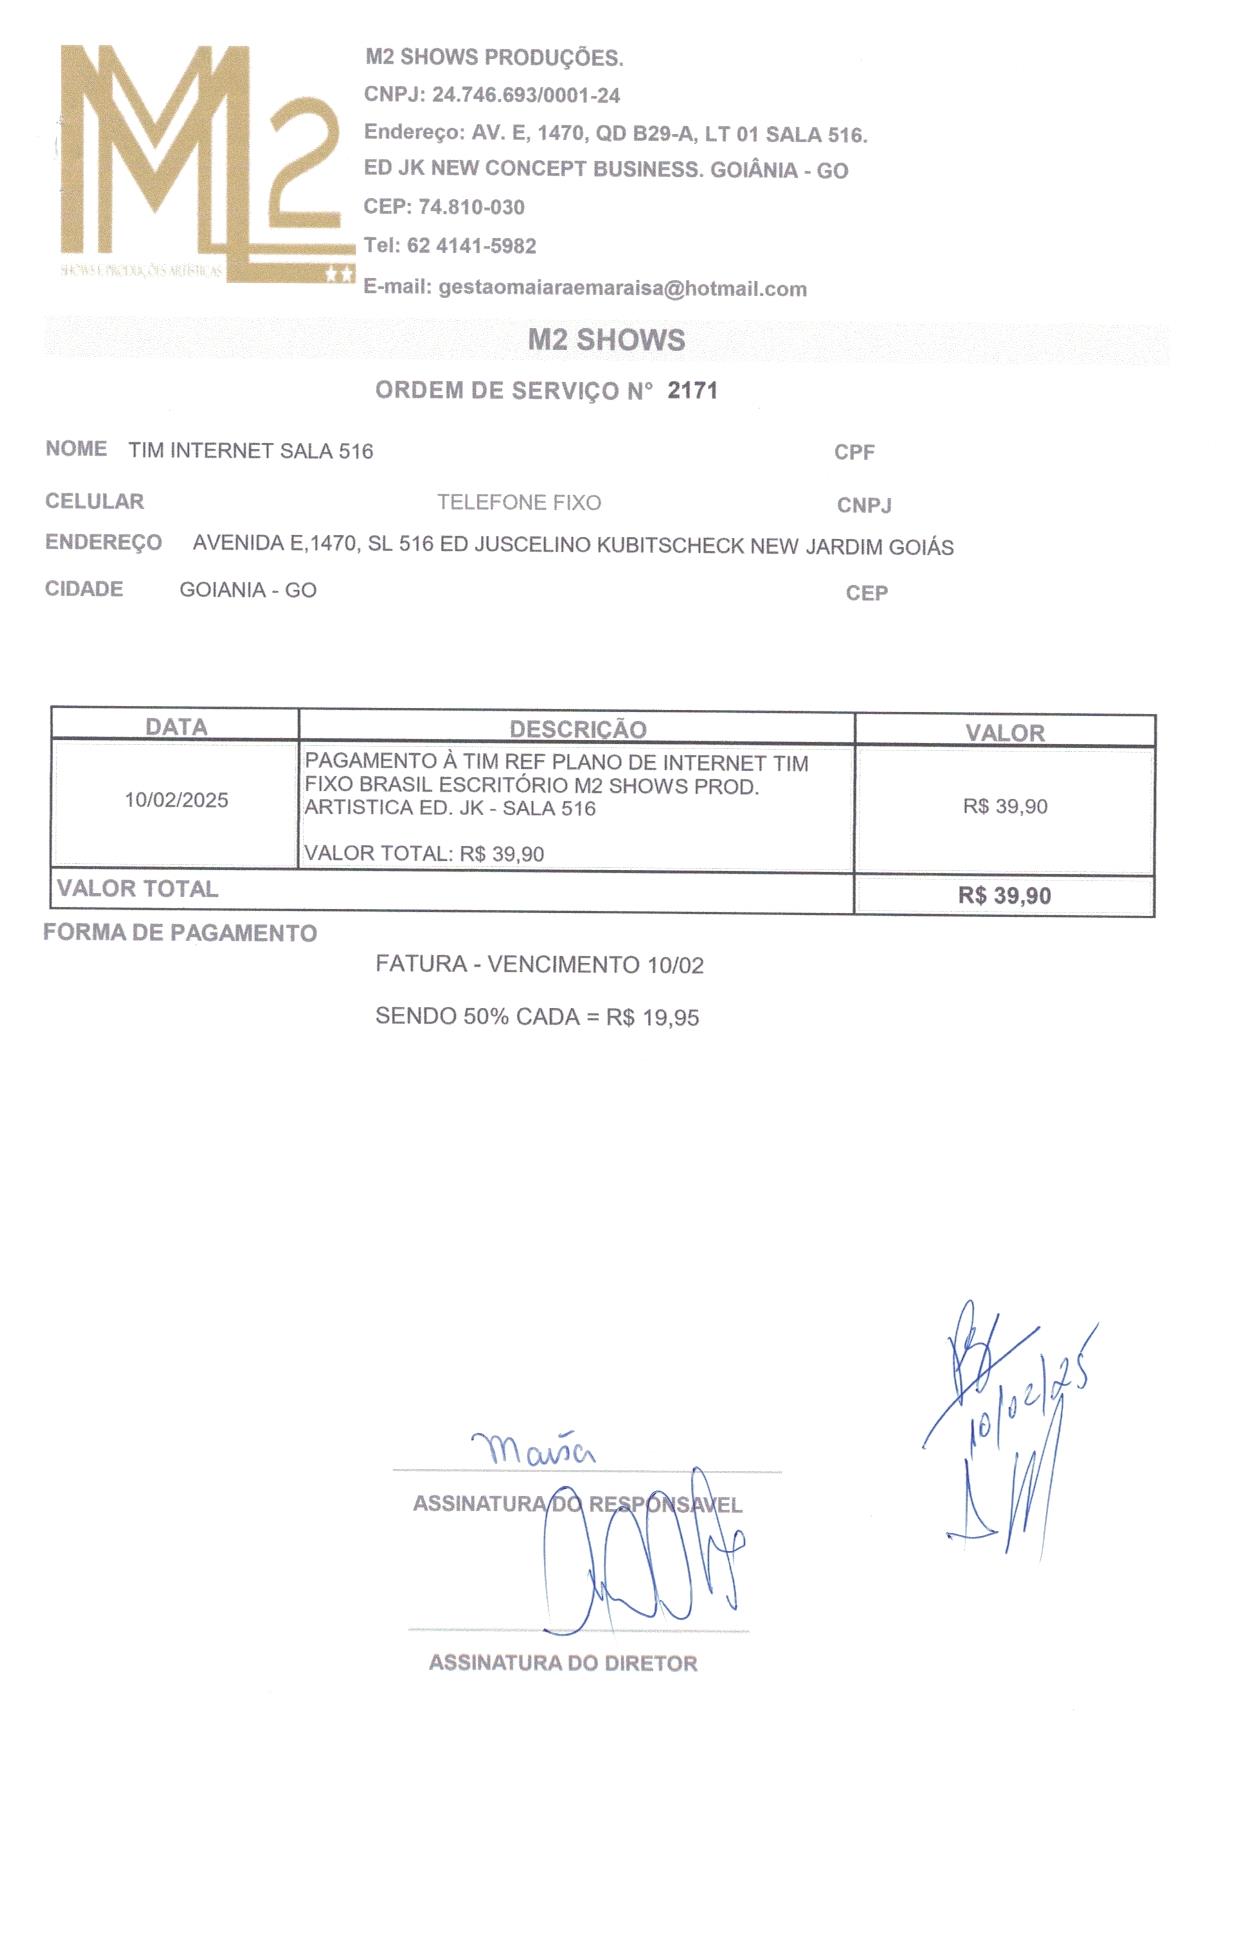 M2
SHOWS E PRODUÇÕES ARTÍSTICAS
M2 SHOWS PRODUÇÕES.
CNPJ: 24.746.693/0001-24
Endereço: AV. E, 1470, QD B29-A, LT 01 SALA 516.
ED JK NEW CONCEPT BUSINESS. GOIÂNIA - GO
CEP: 74.810-030
Tel: 62 4141-5982
E-mail: gestaomaiaraemaraisa@hotmail.com
M2 SHOWS
ORDEM DE SERVIÇO N° 2171
NOME TIM INTERNET SALA 516 CPF
CELULAR TELEFONE FIXO CNPJ
ENDEREÇO AVENIDA E,1470, SL 516 ED JUSCELINO KUBITSCHECK NEW JARDIM GOIÁS
CIDADE GOIANIA - GO CEP
DATA DESCRIÇÃO VALOR
10/02/2025
PAGAMENTO À TIM REF PLANO DE INTERNET TIM
FIXO BRASIL ESCRITÓRIO M2 SHOWS PROD.
ARTISTICA ED. JK - SALA 516
VALOR TOTAL: R$ 39,90
R$ 39,90
VALOR TOTAL R$ 39,90
FORMA DE PAGAMENTO
FATURA - VENCIMENTO 10/02
SENDO 50% CADA = R$ 19,95
10/02/25
ASSINATURA DO RESPONSAVEL
ASSINATURA DO DIRETOR